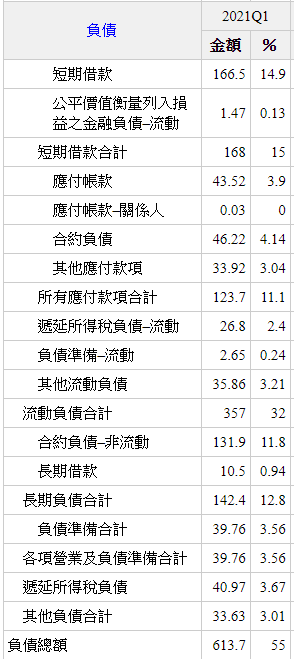 負債 2021Q1
金額 %
短期借款 166.5 14.9
公平價值衡量列入損
益之金融負債–流動 1.47 0.13
短期借款合計 168 15
應付帳款 43.52 3.9
應付帳款–關係人 0.03 0
合約負債 46.22 4.14
其他應付款項 33.92 3.04
所有應付款項合計 123.7 11.1
遞延所得稅負債–流動 26.8 2.4
負債準備–流動 2.65 0.24
其他流動負債 35.86 3.21
流動負債合計 357 32
合約負債–非流動 131.9 11.8
長期借款 10.5 0.94
長期負債合計 142.4 12.8
負債準備合計 39.76 3.56
各項營業及負債準備合計 39.76 3.56
遞延所得稅負債 40.97 3.67
其他負債合計 33.63 3.01
負債總額 613.7 55